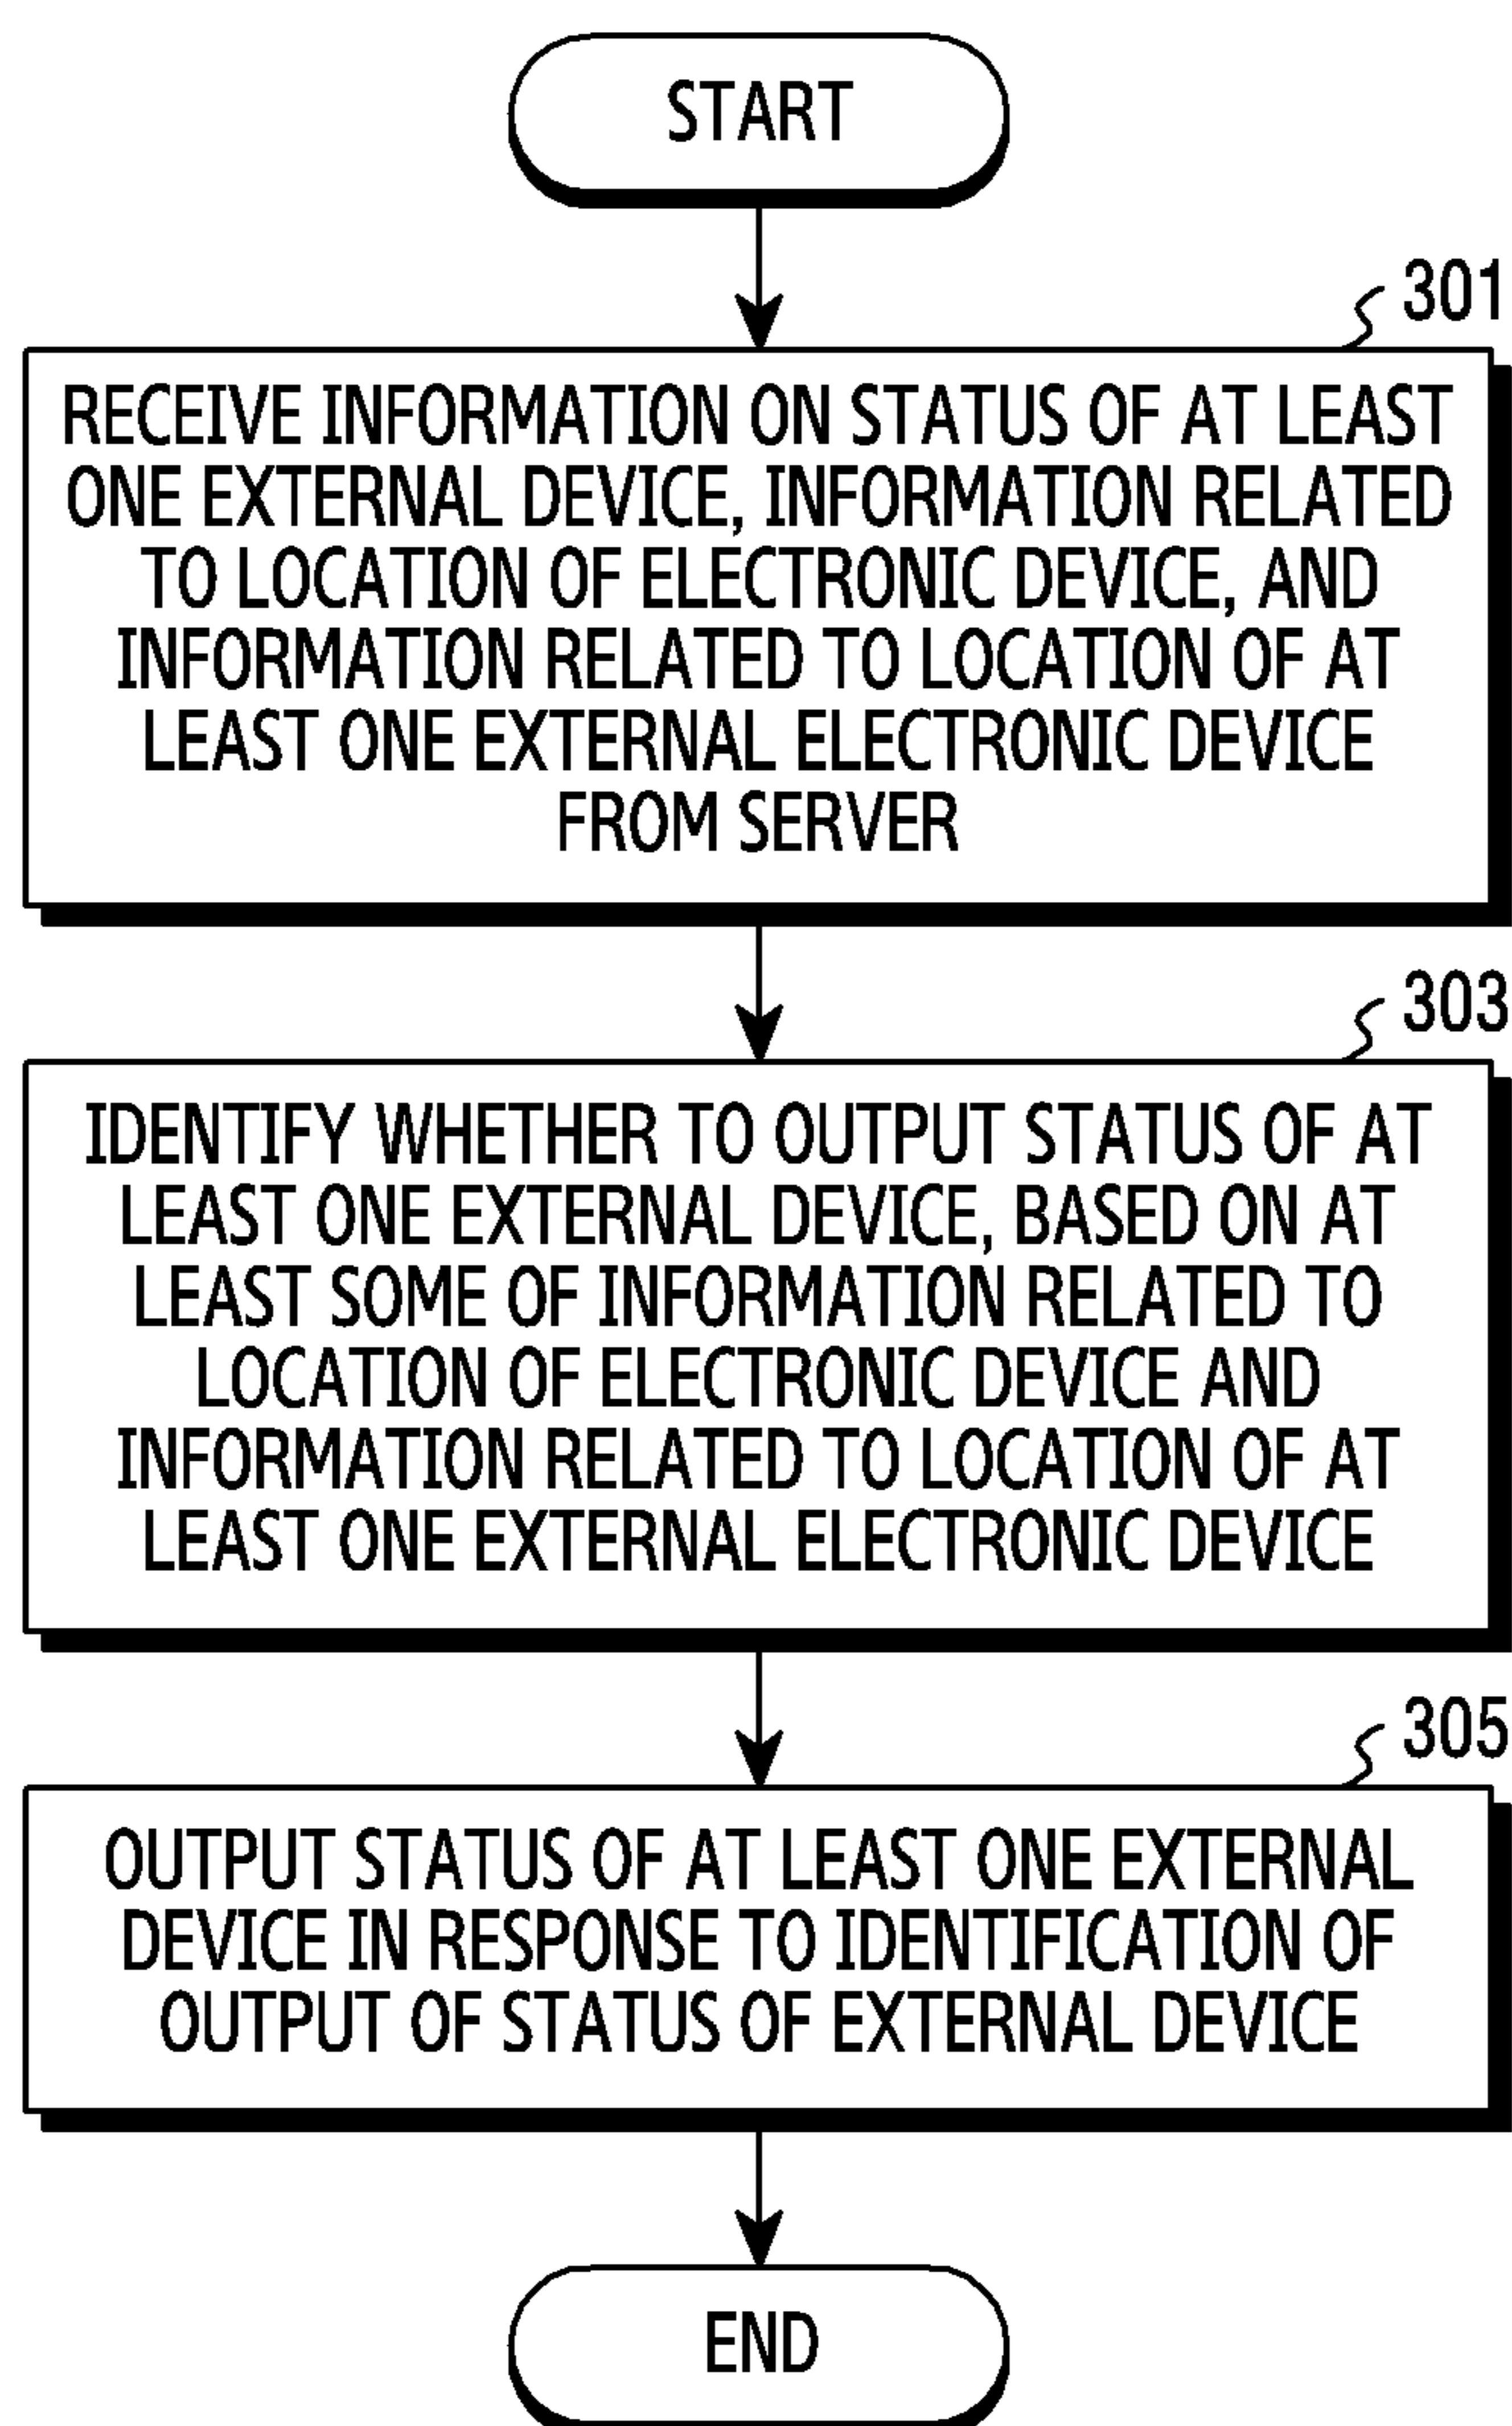 START
301
RECEIVE INFORMATION ON STATUS OF AT LEAST
ONE EXTERNAL DEVICE, INFORMATION RELATED
TO LOCATION OF ELECTRONIC DEVICE, AND
INFORMATION RELATED TO LOCATION OF AT
LEAST ONE EXTERNAL ELECTRONIC DEVICE
FROM SERVER
303
IDENTIFY WHETHER TO OUTPUT STATUS OF AT
LEAST ONE EXTERNAL DEVICE, BASED ON AT
LEAST SOME OF INFORMATION RELATED TO
LOCATION OF ELECTRONIC DEVICE AND
INFORMATION RELATED TO LOCATION OF AT
LEAST ONE EXTERNAL ELECTRONIC DEVICE
305
OUTPUT STATUS OF AT LEAST ONE EXTERNAL
DEVICE IN RESPONSE TO IDENTIFICATION OF
OUTPUT OF STATUS OF EXTERNAL DEVICE
END